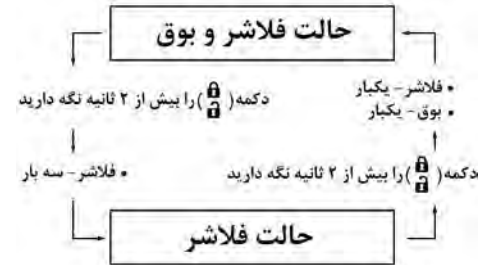 حالت فلاشر و بوق
• فلاشر - یکبار
• بوق - یکبار
دکمه ( ) را بیش از ۲ ثانیه نگه دارید
دکمه ( ) را بیش از ۲ ثانیه نگه دارید
• فلاشر - سه بار
حالت فلاشر